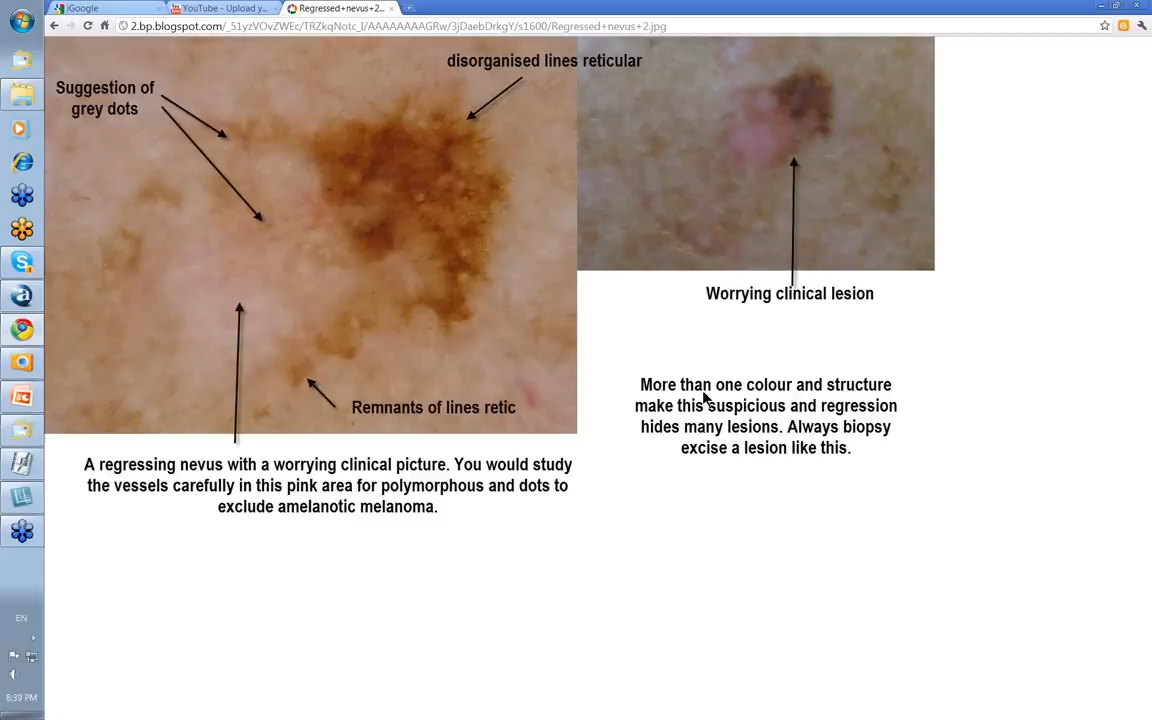 iGoogle
YouTube - Upload y...
Regressed+nevus+2...
2.bp.blogspot.com/_51yzVOvZWEc/TRZkqNotc_I/AAAAAAAAGRw/3jDaebDrkgY/s1600/Regressed+nevus+2.jpg
disorganised lines reticular
Suggestion of
grey dots
Worrying clinical lesion
More than one colour and structure
make this suspicious and regression
hides many lesions. Always biopsy
excise a lesion like this.
Remnants of lines retic
A regressing nevus with a worrying clinical picture. You would study
the vessels carefully in this pink area for polymorphous and dots to
exclude amelanotic melanoma.
EN
8:39 PM